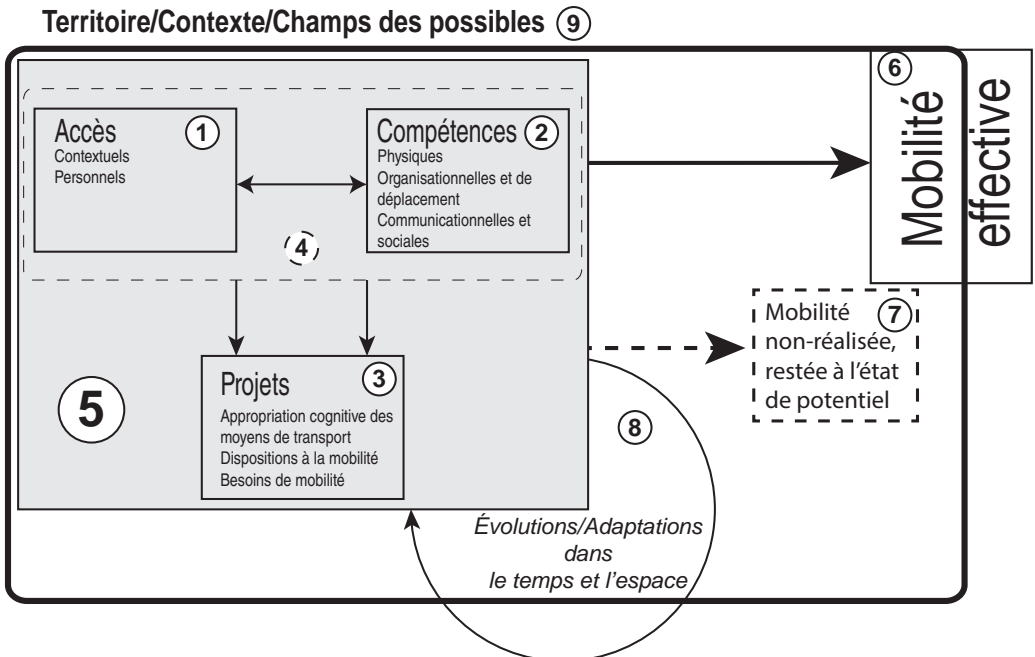 Territoire/Contexte/Champs des possibles 9
Accès 1
Contextuels
Personnels
Compétences 2
Physiques
Organisationnelles et de
déplacement
Communicationnelles et
sociales
4
Projets 3
Appropriation cognitive des
moyens de transport
Dispositions à la mobilité
Besoins de mobilité
5
6
Mobilité
effective
Mobilité 7
non-réalisée,
restée à l'état
de potentiel
8
Évolutions/Adaptations
dans
le temps et l'espace